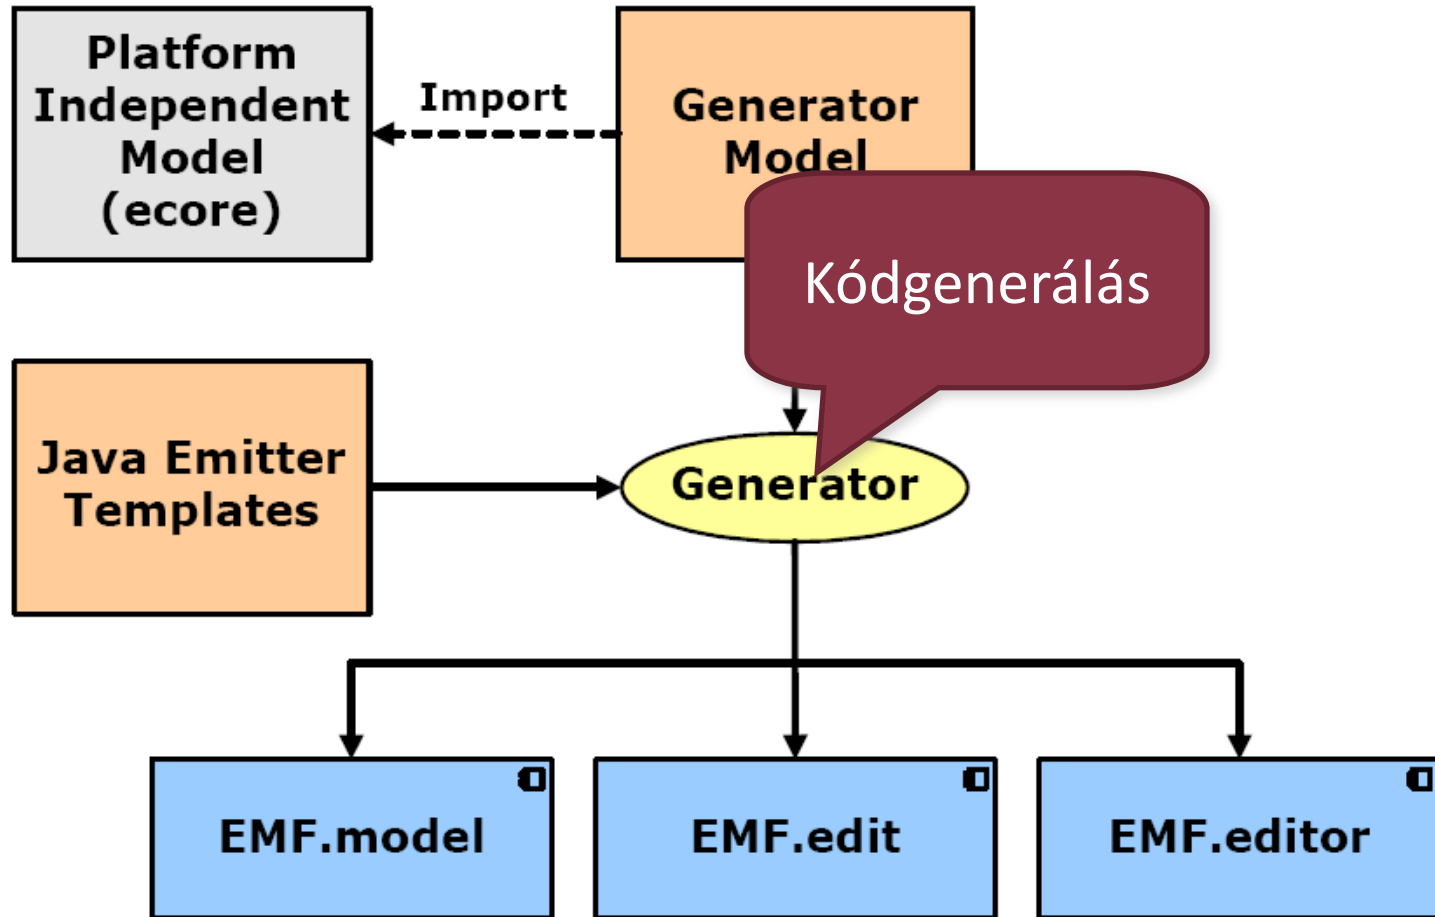 Platform
Independent
Model
(ecore)
Import
Generator
Model
Kódgenerálás
Java Emitter
Templates
Generator
EMF.model
EMF.edit
EMF.editor